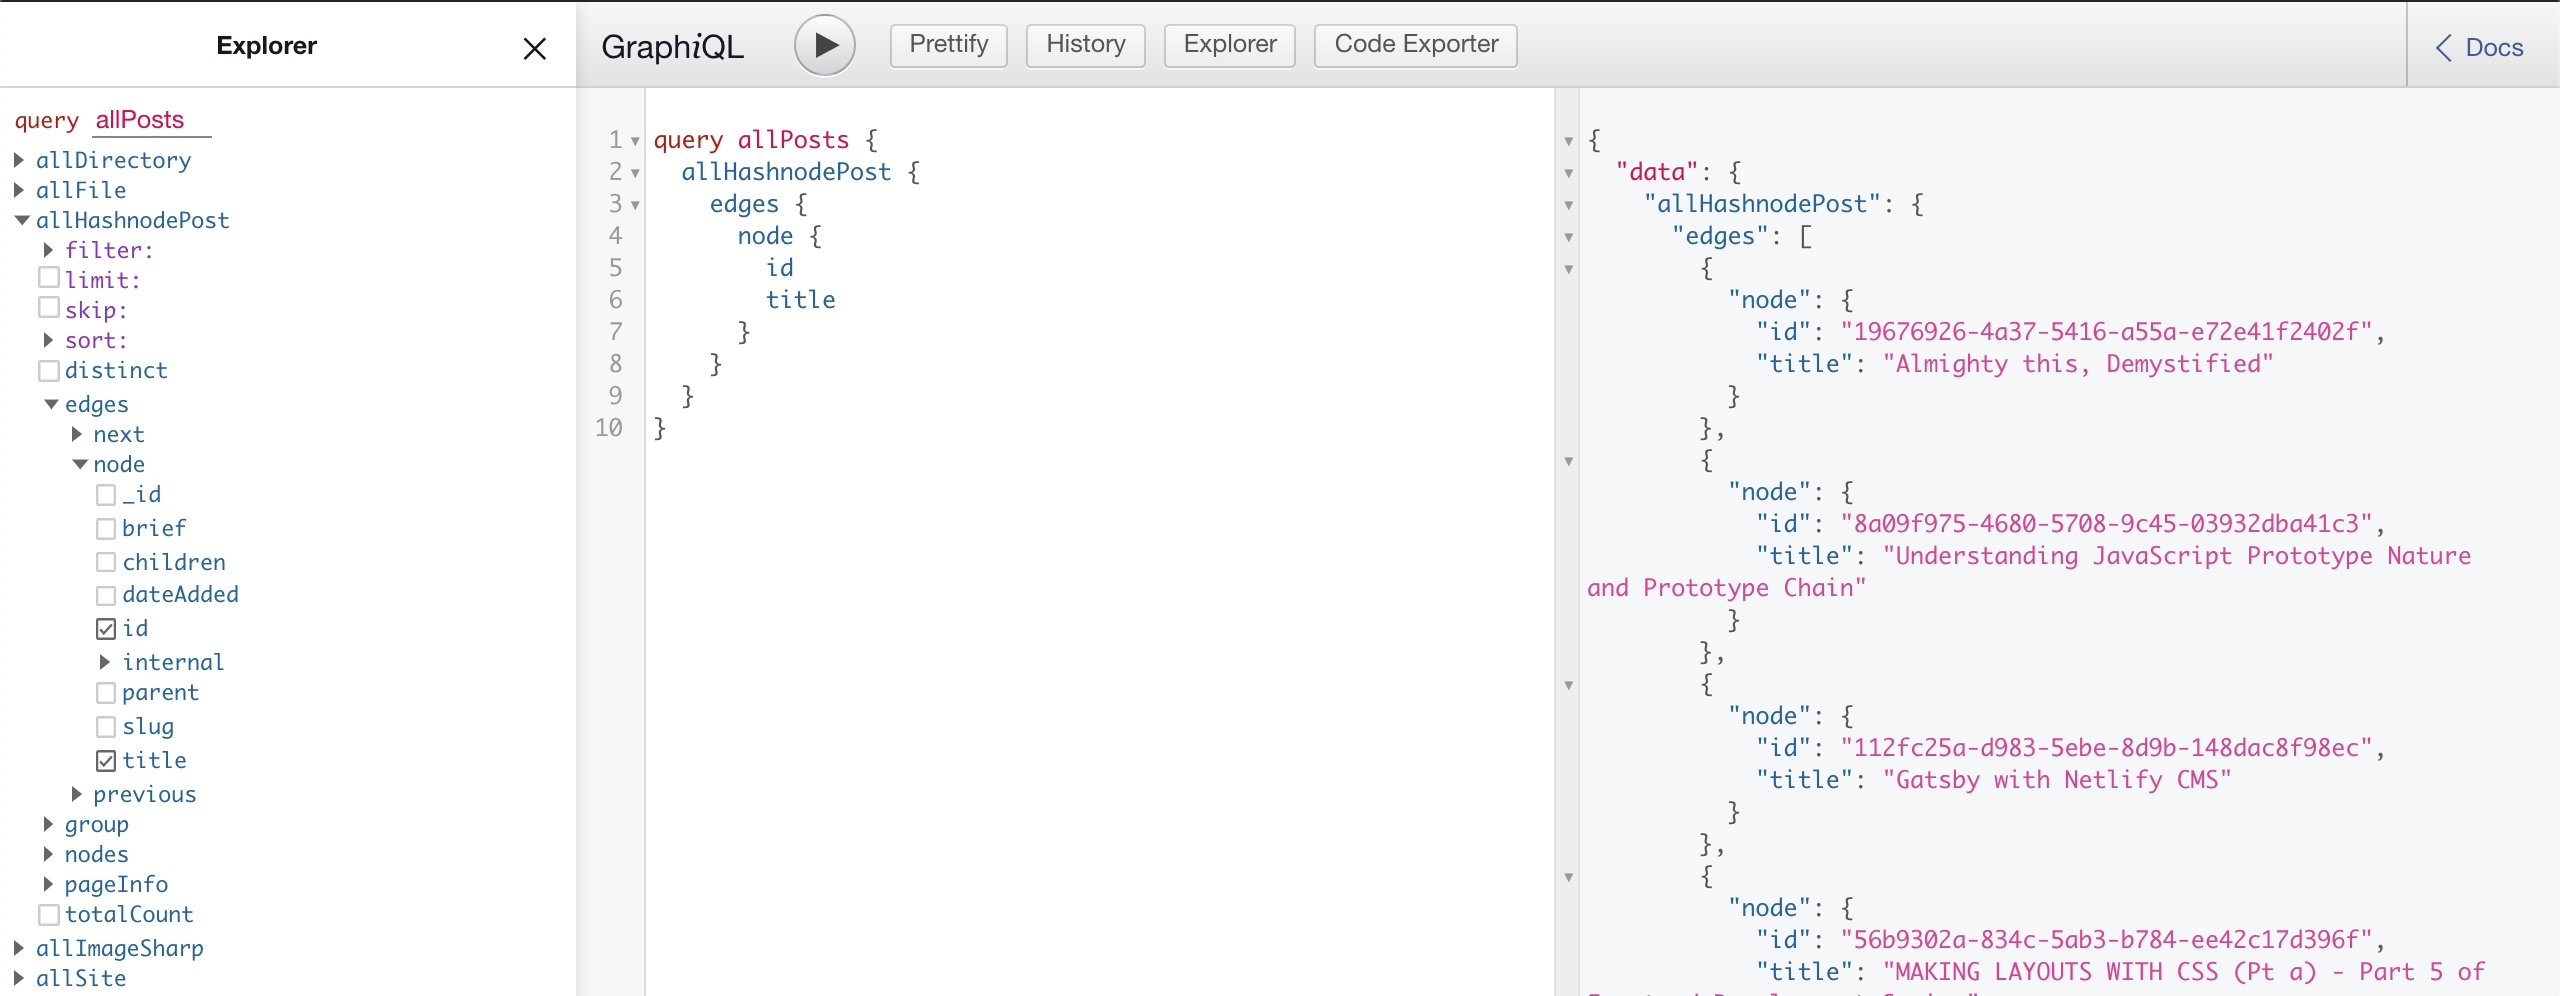 Explorer
GraphiQL
Prettify
History
Explorer
Code Exporter
Docs
query allPosts
allDirectory
allFile
allHashnodePost
filter:
limit:
skip:
sort:
distinct
edges
next
node
_id
brief
children
dateAdded
id
internal
parent
slug
title
previous
group
nodes
pageInfo
totalCount
allImageSharp
allSite
1 query allPosts {
2 allHashnodePost {
3 edges {
4 node {
5 id
6 title
7 }
8 }
9 }
10 }
{
"data": {
"allHashnodePost": {
"edges": [
{
"node": {
"id": "19676926-4a37-5416-a55a-e72e41f2402f",
"title": "Almighty this, Demystified"
}
},
{
"node": {
"id": "8a09f975-4680-5708-9c45-03932dba41c3",
"title": "Understanding JavaScript Prototype Nature
and Prototype Chain"
}
},
{
"node": {
"id": "112fc25a-d983-5ebe-8d9b-148dac8f98ec",
"title": "Gatsby with Netlify CMS"
}
},
{
"node": {
"id": "56b9302a-834c-5ab3-b784-ee42c17d396f",
"title": "MAKING LAYOUTS WITH CSS (Pt a) - Part 5 of